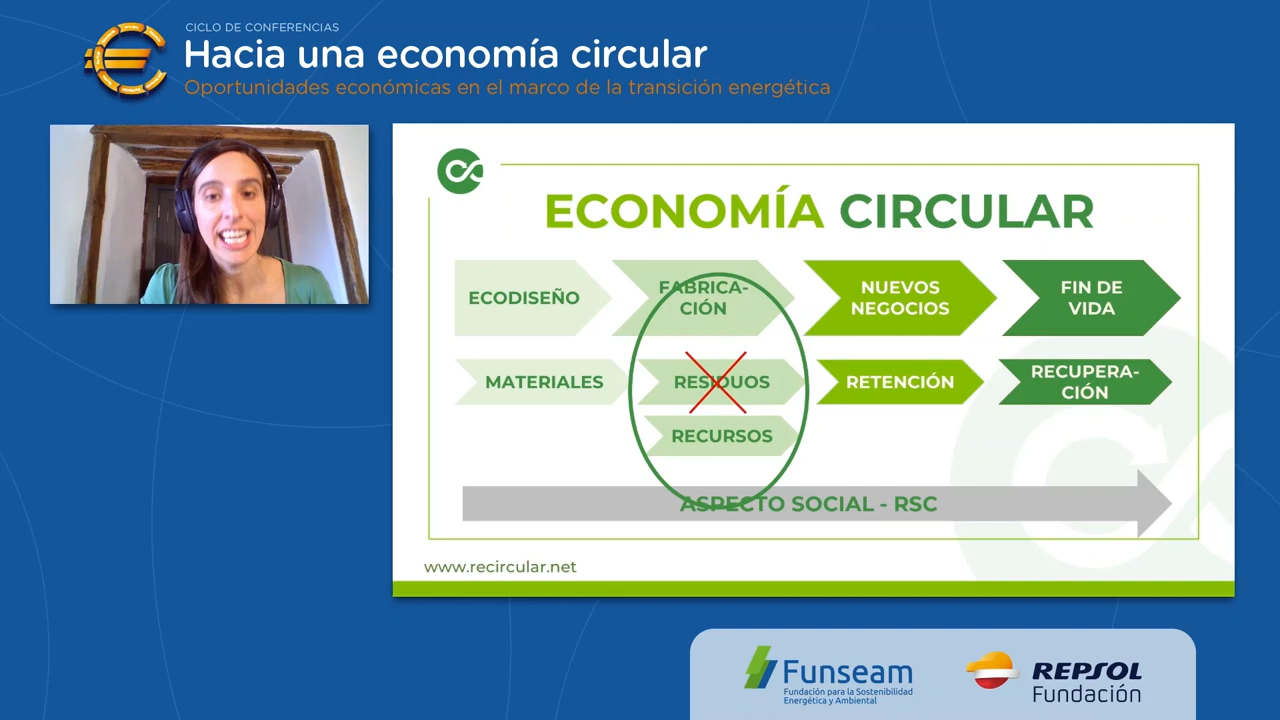 CICLO DE CONFERENCIAS
Hacia una economía circular
Oportunidades económicas en el marco de la transición energética
ECONOMÍA CIRCULAR
ECODISEÑO
FABRICA-
CIÓN
NUEVOS
NEGOCIOS
FIN DE
VIDA
MATERIALES
RESIDUOS
RETENCIÓN
RECUPERA-
CIÓN
RECURSOS
ASPECTO SOCIAL - RSC
www.recircular.net
Funseam
Fundación para la Sostenibilidad
Energética y Ambiental
REPSOL
Fundación